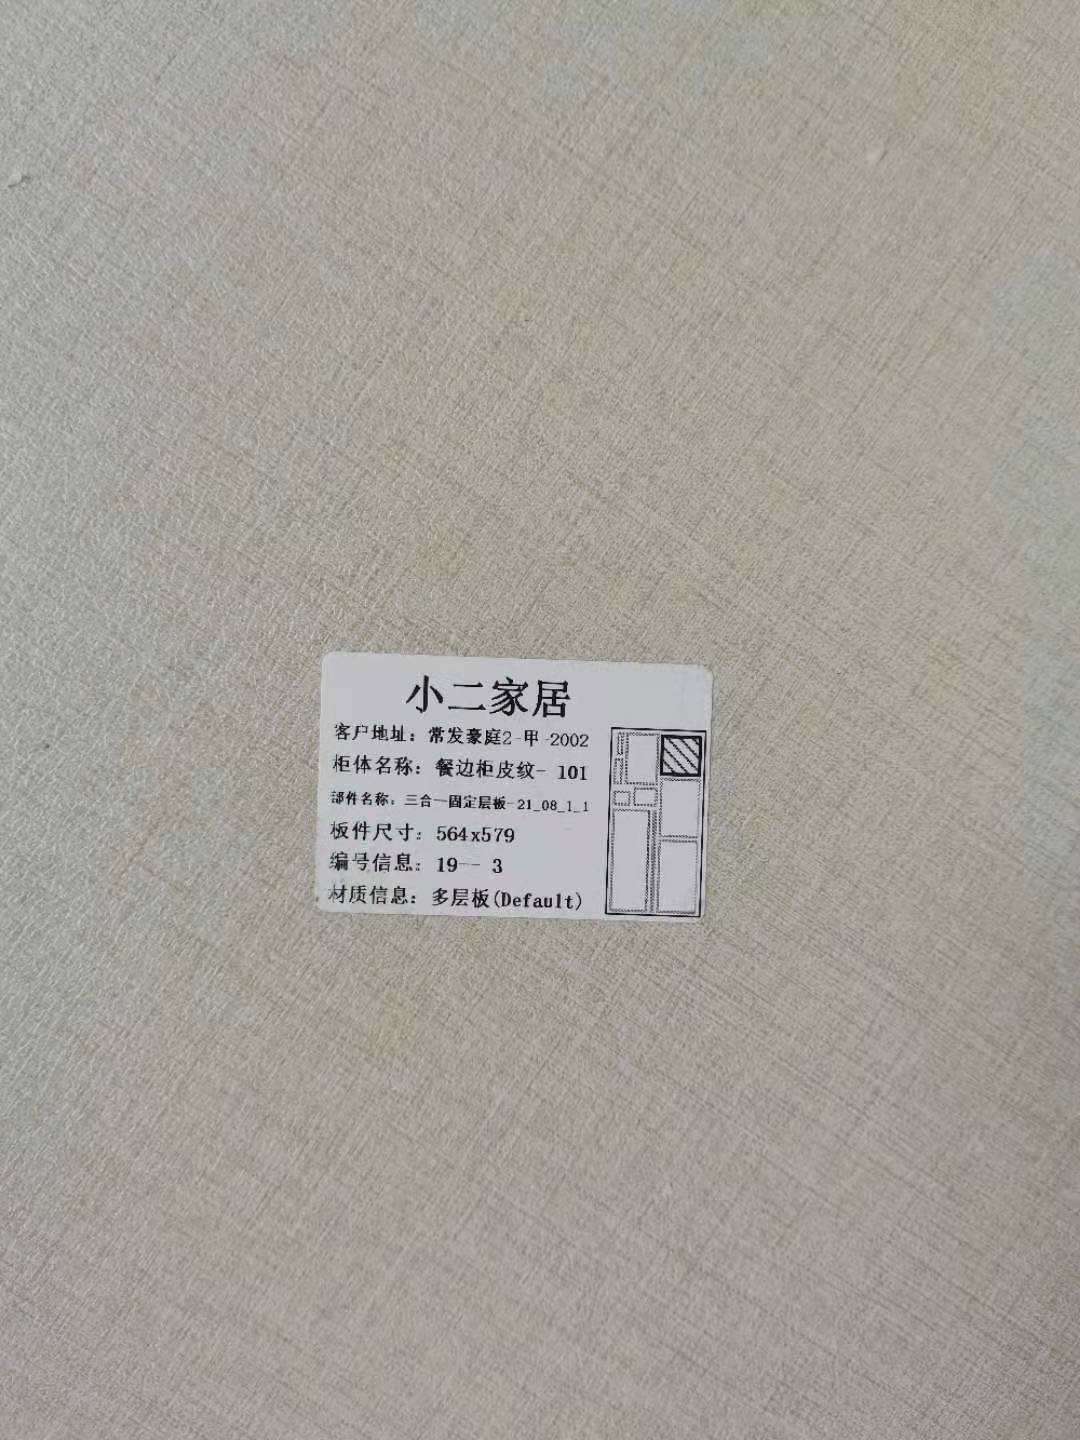 小二家居
客户地址：常发豪庭2-甲-2002
柜体名称：餐边柜皮纹- 101
部件名称：三合一固定层板-21_08_1_1
板件尺寸：564x579
编号信息：19-- 3
材质信息：多层板(Default)